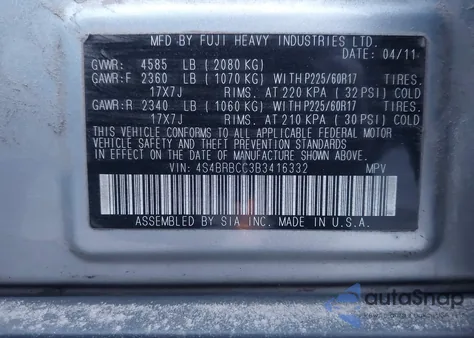 MFD BY FUJI HEAVY INDUSTRIES LTD.
DATE: 04/11
GVWR: 4585 LB ( 2080 KG)
GAWR:F 2360 LB ( 1070 KG) WITH P225/60R17 TIRES,
17X7J RIMS, AT 220 KPA ( 32 PSI) COLD
GAWR:R 2340 LB ( 1060 KG) WITH P225/60R17 TIRES,
17X7J RIMS, AT 210 KPA ( 30 PSI) COLD
THIS VEHICLE CONFORMS TO ALL APPLICABLE FEDERAL MOTOR
VEHICLE SAFETY AND THEFT PREVENTION STANDARDS
IN EFFECT ON THE DATE OF MANUFACTURE SHOWN ABOVE.
VIN: 4S4BRBCC3B3416332 MPV
ASSEMBLED BY SIA INC. MADE IN U.S.A.
autoSnap